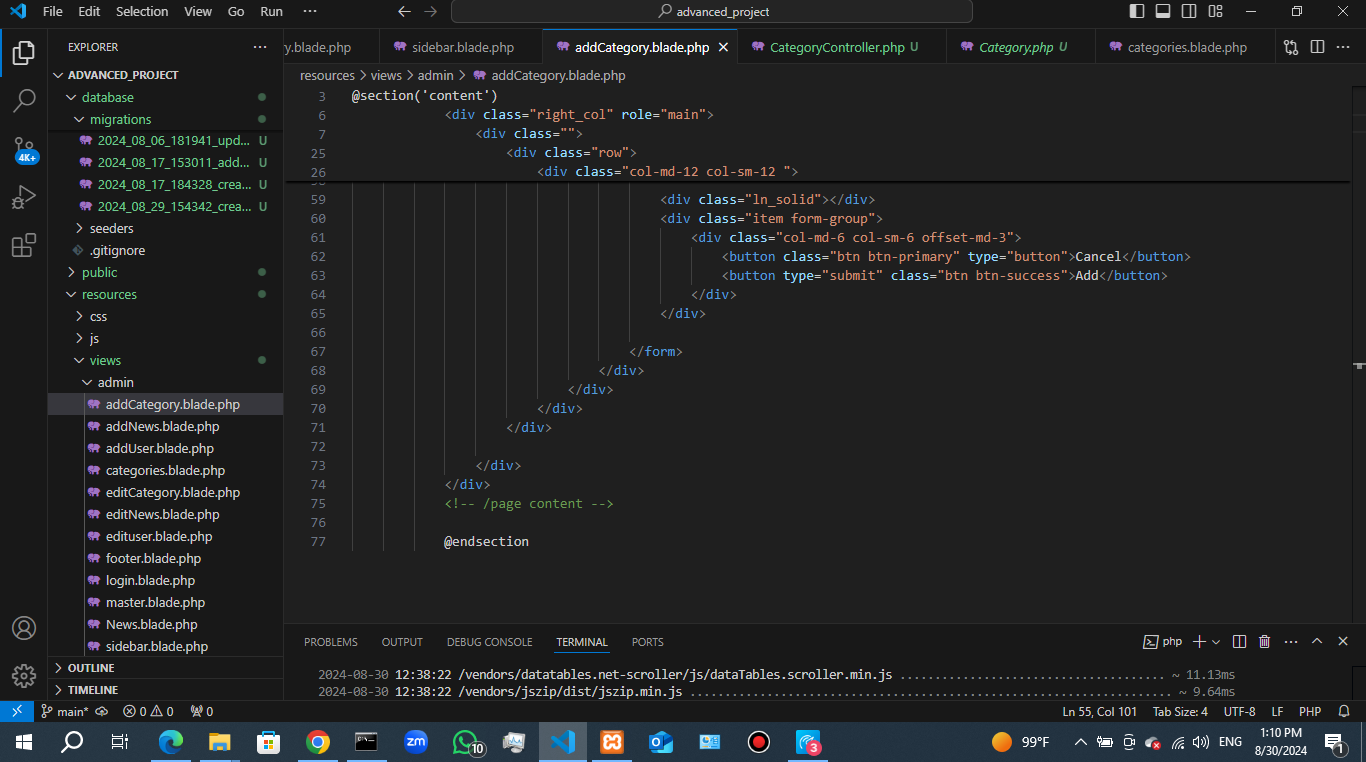 File Edit Selection View Go Run ··· advanced_project
EXPLORER ···
y.blade.php sidebar.blade.php addCategory.blade.php CategoryController.php U Category.php U categories.blade.php
ADVANCED_PROJECT
resources > views > admin > addCategory.blade.php
database
migrations
2024_08_06_181941_upd... U
2024_08_17_153011_add... U
2024_08_17_184328_crea... U
2024_08_29_154342_crea... U
seeders
.gitignore
public
resources
css
js
views
admin
addCategory.blade.php
addNews.blade.php
addUser.blade.php
categories.blade.php
editCategory.blade.php
editNews.blade.php
edituser.blade.php
footer.blade.php
login.blade.php
master.blade.php
News.blade.php
sidebar.blade.php
OUTLINE
TIMELINE
4K+
3 @section('content')
6 <div class="right_col" role="main">
7 <div class="">
25 <div class="row">
26 <div class="col-md-12 col-sm-12 ">
59 <div class="ln_solid"></div>
60 <div class="item form-group">
61 <div class="col-md-6 col-sm-6 offset-md-3">
62 <button class="btn btn-primary" type="button">Cancel</button>
63 <button type="submit" class="btn btn-success">Add</button>
64 </div>
65 </div>
66
67 </form>
68 </div>
69 </div>
70 </div>
71 </div>
72
73 </div>
74 </div>
75 <!-- /page content -->
76
77 @endsection
PROBLEMS OUTPUT DEBUG CONSOLE TERMINAL PORTS php
2024-08-30 12:38:22 /vendors/datatables.net-scroller/js/dataTables.scroller.min.js ................................... ~ 11.13ms
2024-08-30 12:38:22 /vendors/jszip/dist/jszip.min.js ................................................................ ~ 9.64ms
main* 0 0 0 Ln 55, Col 101 Tab Size: 4 UTF-8 LF PHP
zm 10 3 99°F ENG 1:10 PM
8/30/2024 1